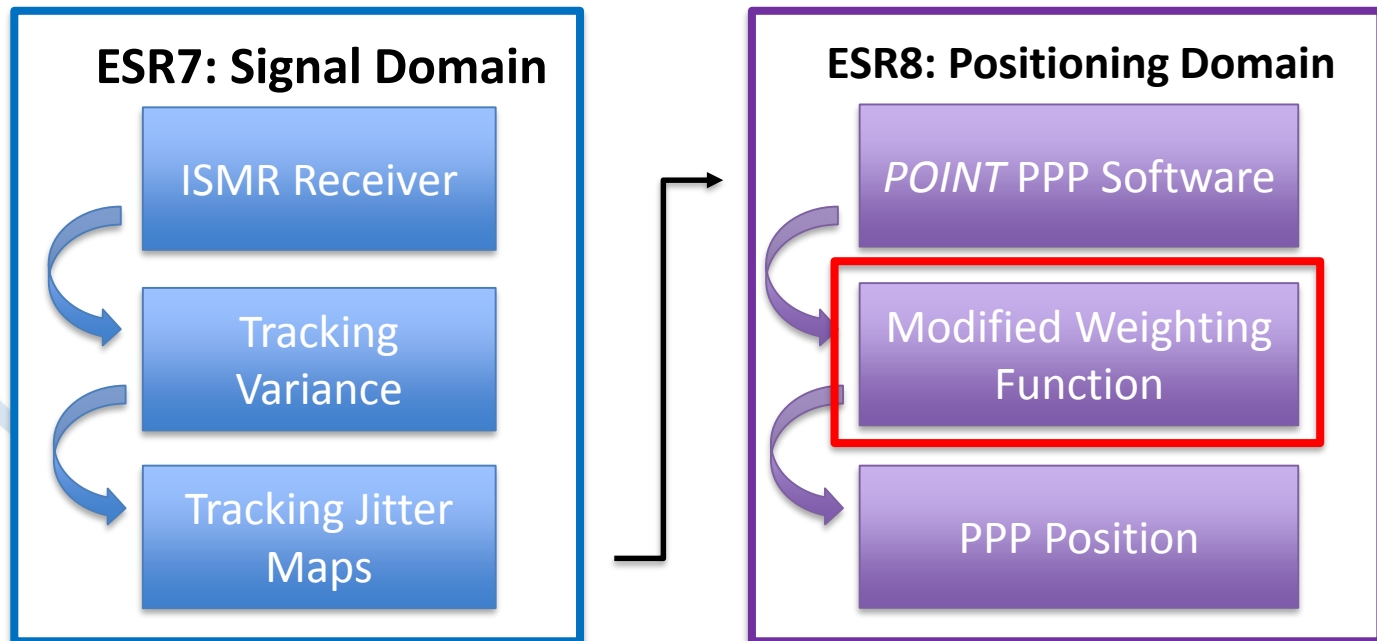 ESR7: Signal Domain
ISMR Receiver
Tracking
Variance
Tracking Jitter
Maps
ESR8: Positioning Domain
POINT PPP Software
Modified Weighting
Function
PPP Position